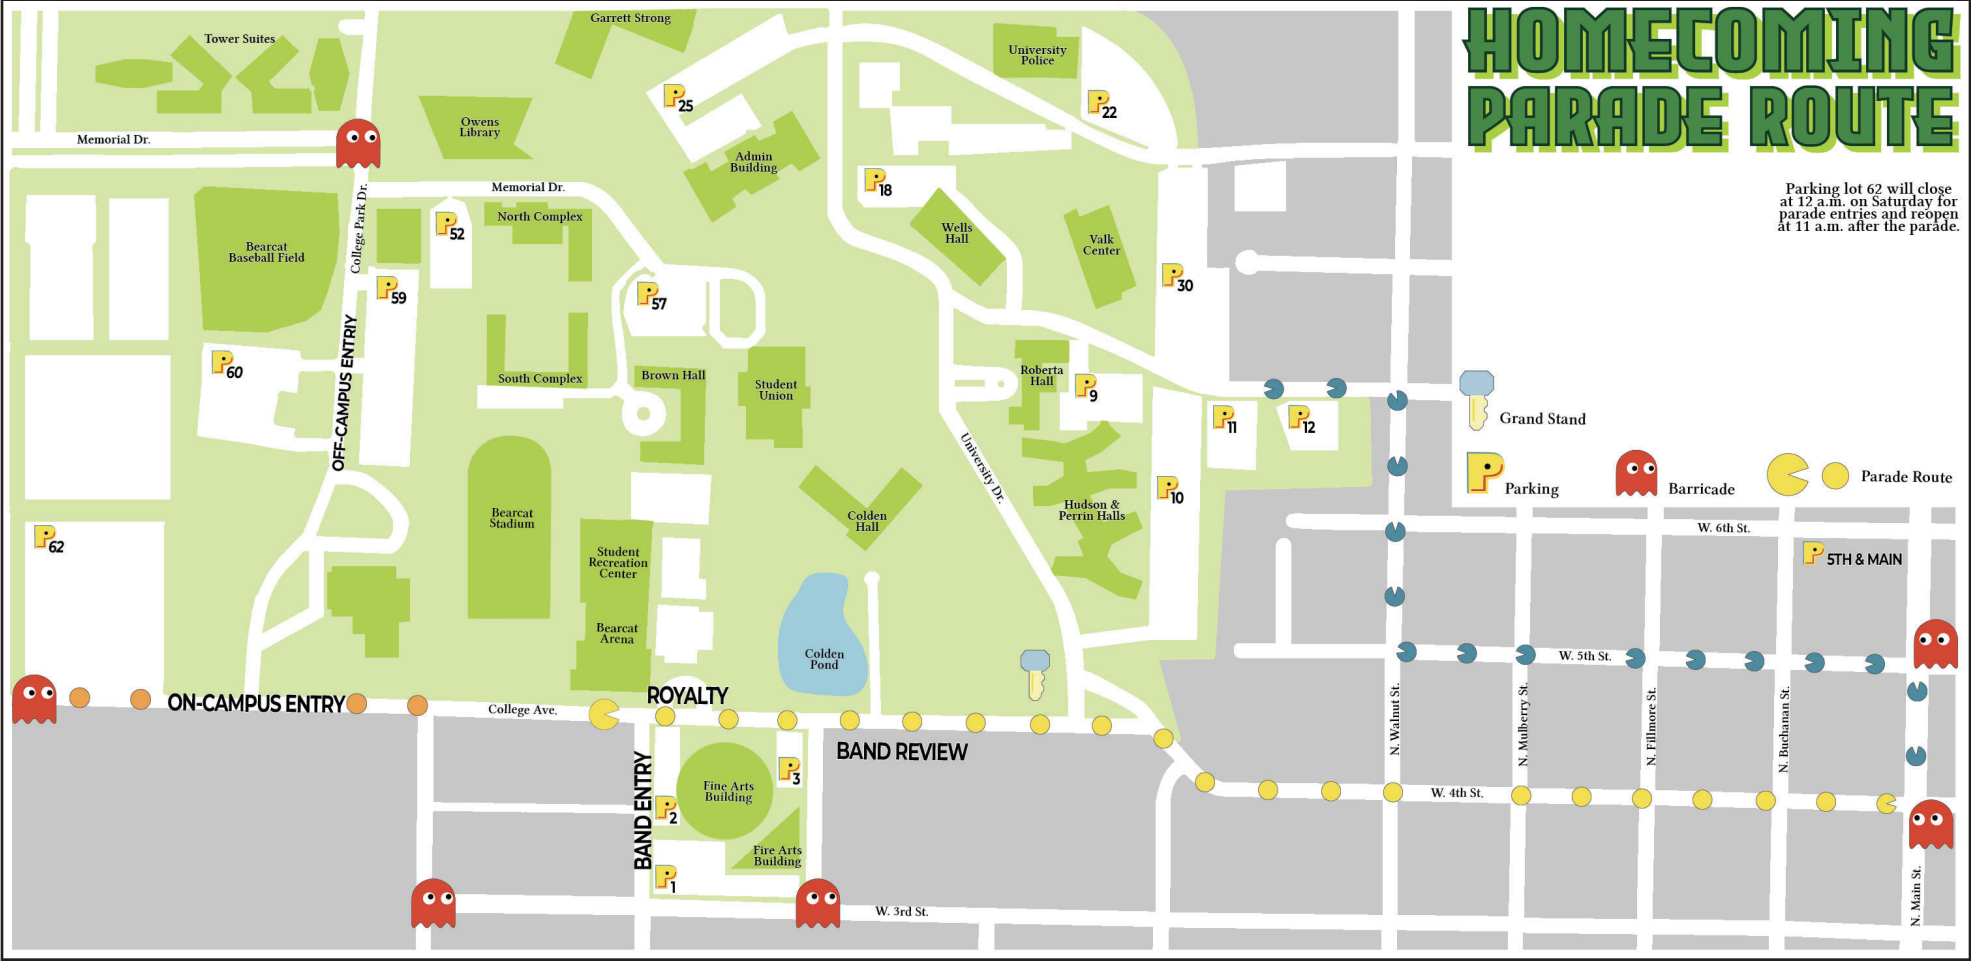 HOMECOMING
PARADE ROUTE
Parking lot 62 will close
at 12 a.m. on Saturday for
parade entries and reopen
at 11 a.m. after the parade.
Garrett Strong
Tower Suites
University
Police
P 25
P 22
Owens
Library
Memorial Dr.
Admin
Building
P 18
Memorial Dr.
College Park Dr.
North Complex
P 52
Wells
Hall
Valk
Center
Bearcat
Baseball Field
P 59
P 57
P 30
OFF-CAMPUS ENTRIY
P 60
South Complex
Brown Hall
Student
Union
Roberta
Hall
P 9
P 11
P 12
Grand Stand
P Parking
Barricade
Parade Route
University Dr.
Bearcat
Stadium
Colden
Hall
Hudson &
Perrin Halls
P 10
P 62
Student
Recreation
Center
W. 6th St.
P 5TH & MAIN
Bearcat
Arena
Colden
Pond
W. 5th St.
ON-CAMPUS ENTRY
College Ave.
ROYALTY
BAND REVIEW
BAND ENTRY
N. Walnut St.
N. Mulberry St.
N. Fillmore St.
N. Buchanan St.
P 3
Fine Arts
Building
P 2
W. 4th St.
Fire Arts
Building
P 1
W. 3rd St.
N. Main St.